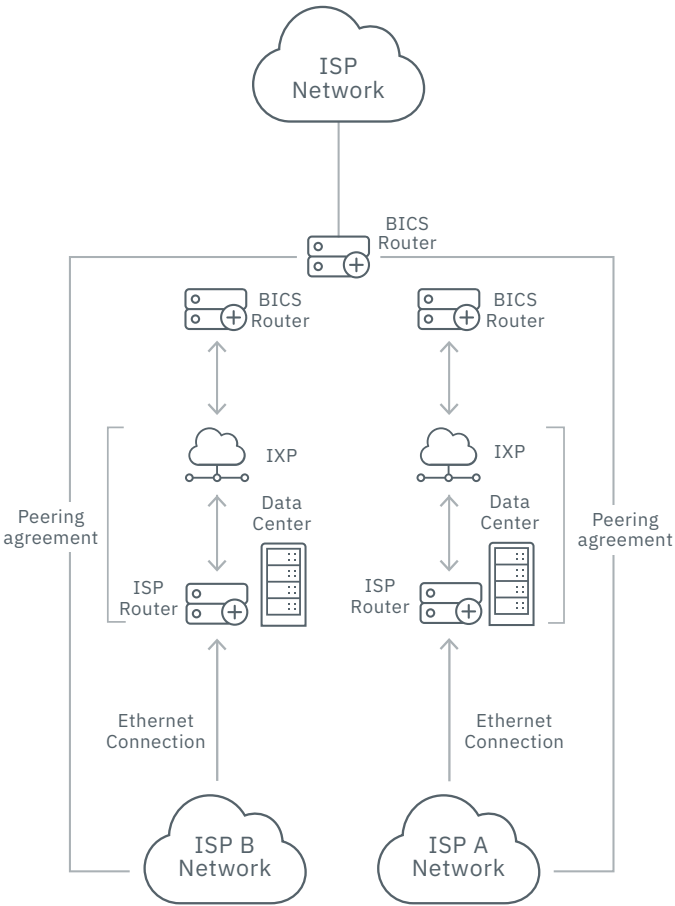 ISP
Network
BICS
Router
BICS
Router
BICS
Router
IXP
IXP
Data
Center
Data
Center
Peering
agreement
Peering
agreement
ISP
Router
ISP
Router
Ethernet
Connection
Ethernet
Connection
ISP B
Network
ISP A
Network